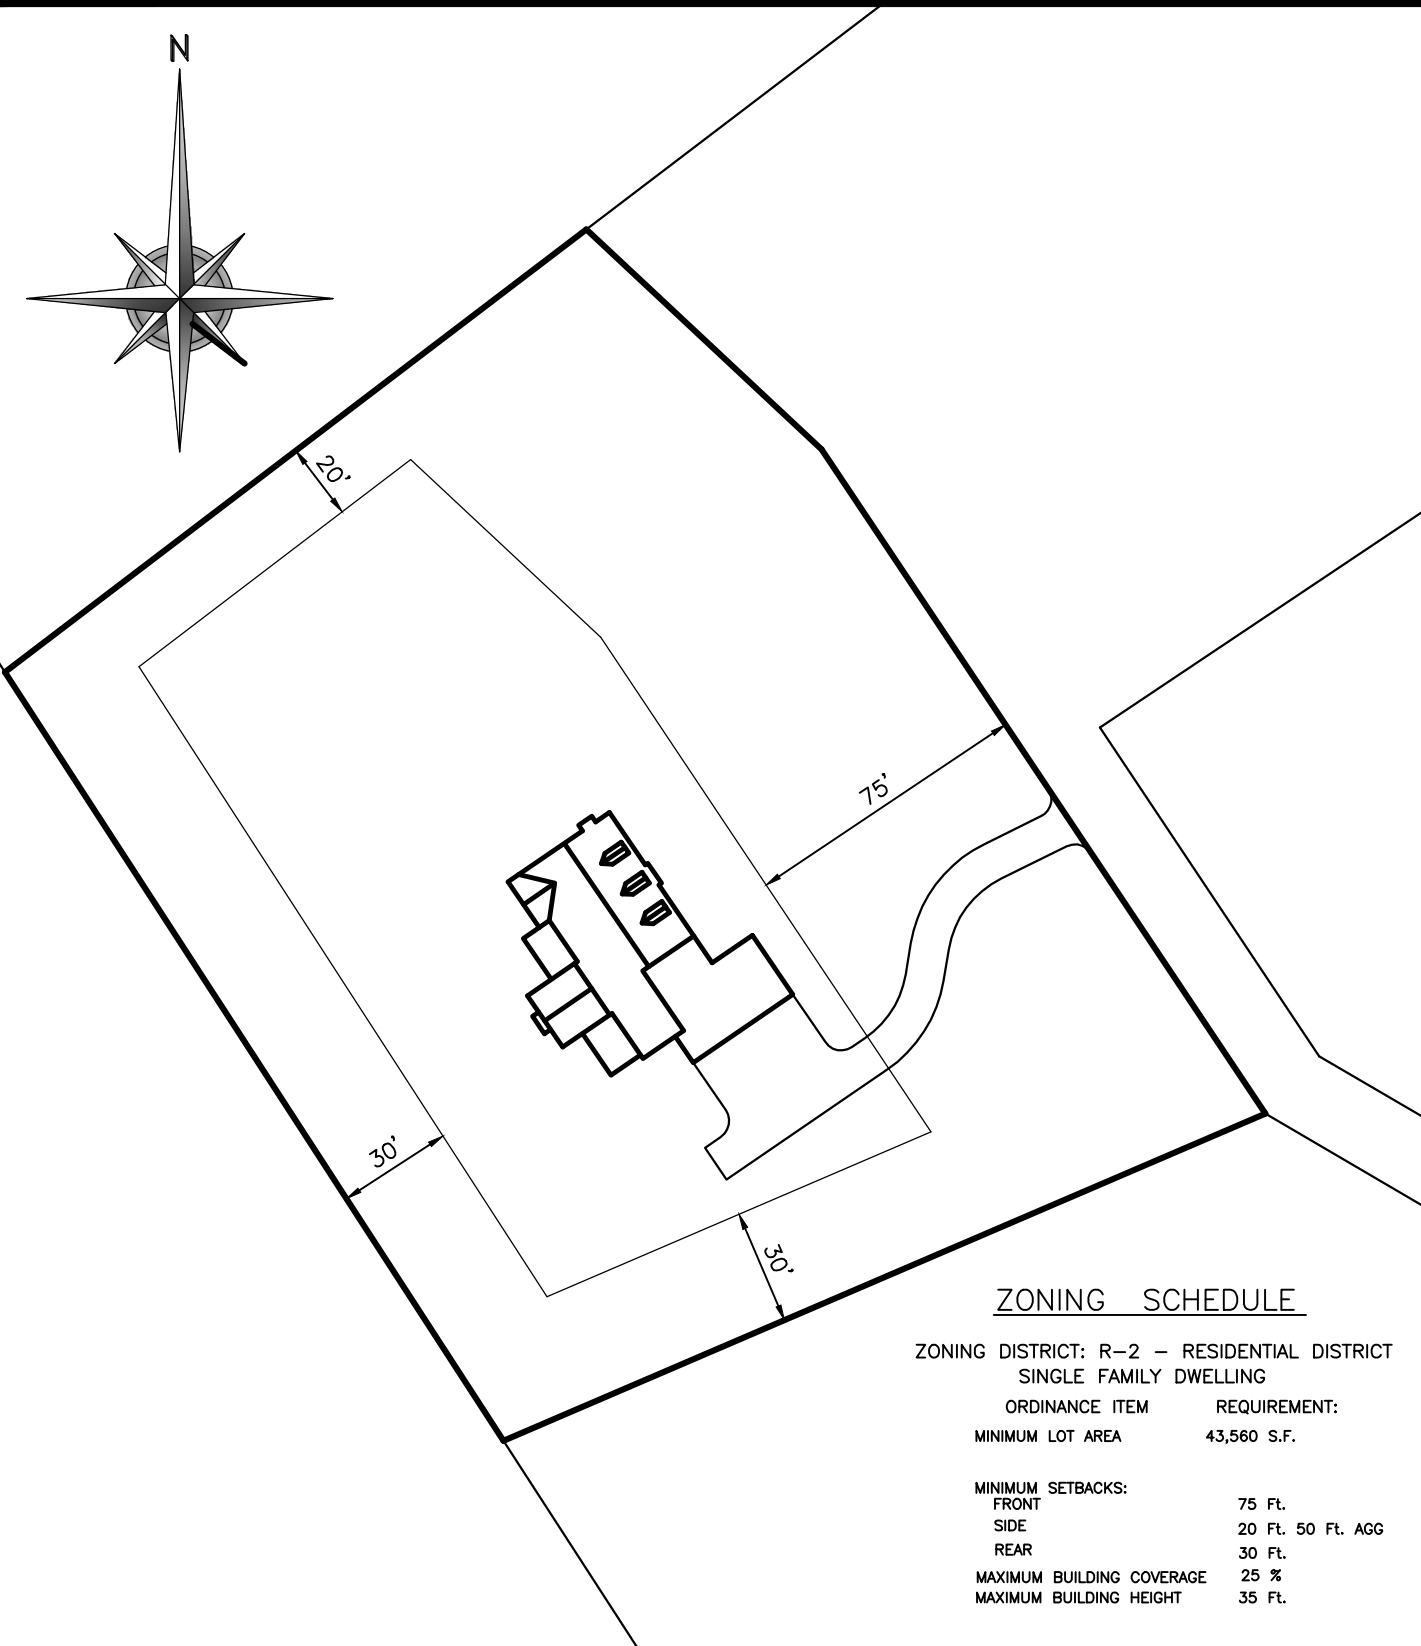 N
20'
75'
30'
30'
ZONING SCHEDULE
ZONING DISTRICT: R-2 - RESIDENTIAL DISTRICT
SINGLE FAMILY DWELLING
ORDINANCE ITEM REQUIREMENT:
MINIMUM LOT AREA 43,560 S.F.
MINIMUM SETBACKS:
FRONT 75 Ft.
SIDE 20 Ft. 50 Ft. AGG
REAR 30 Ft.
MAXIMUM BUILDING COVERAGE 25 %
MAXIMUM BUILDING HEIGHT 35 Ft.